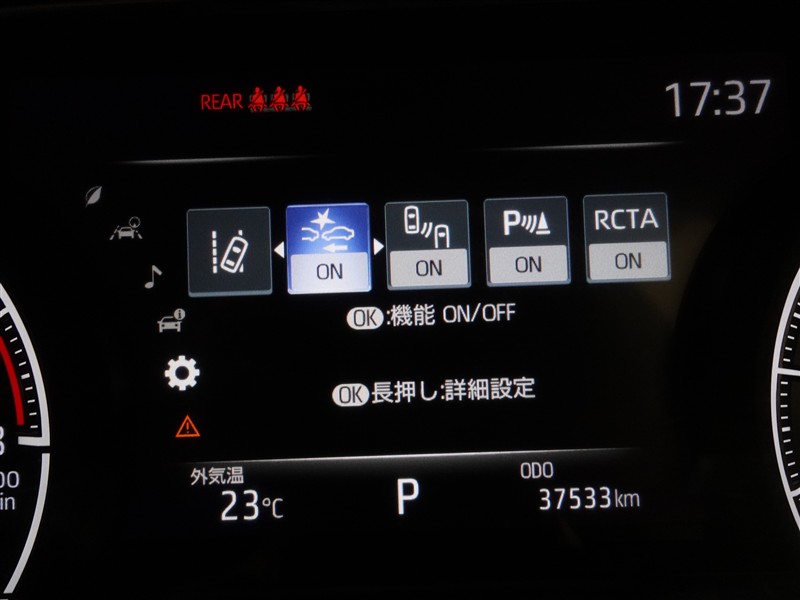 REAR
17:37
P
RCTA
ON
ON
ON
ON
OK:機能 ON/OFF
OK長押し:詳細設定
外気温
ODO
23℃
P
37533km